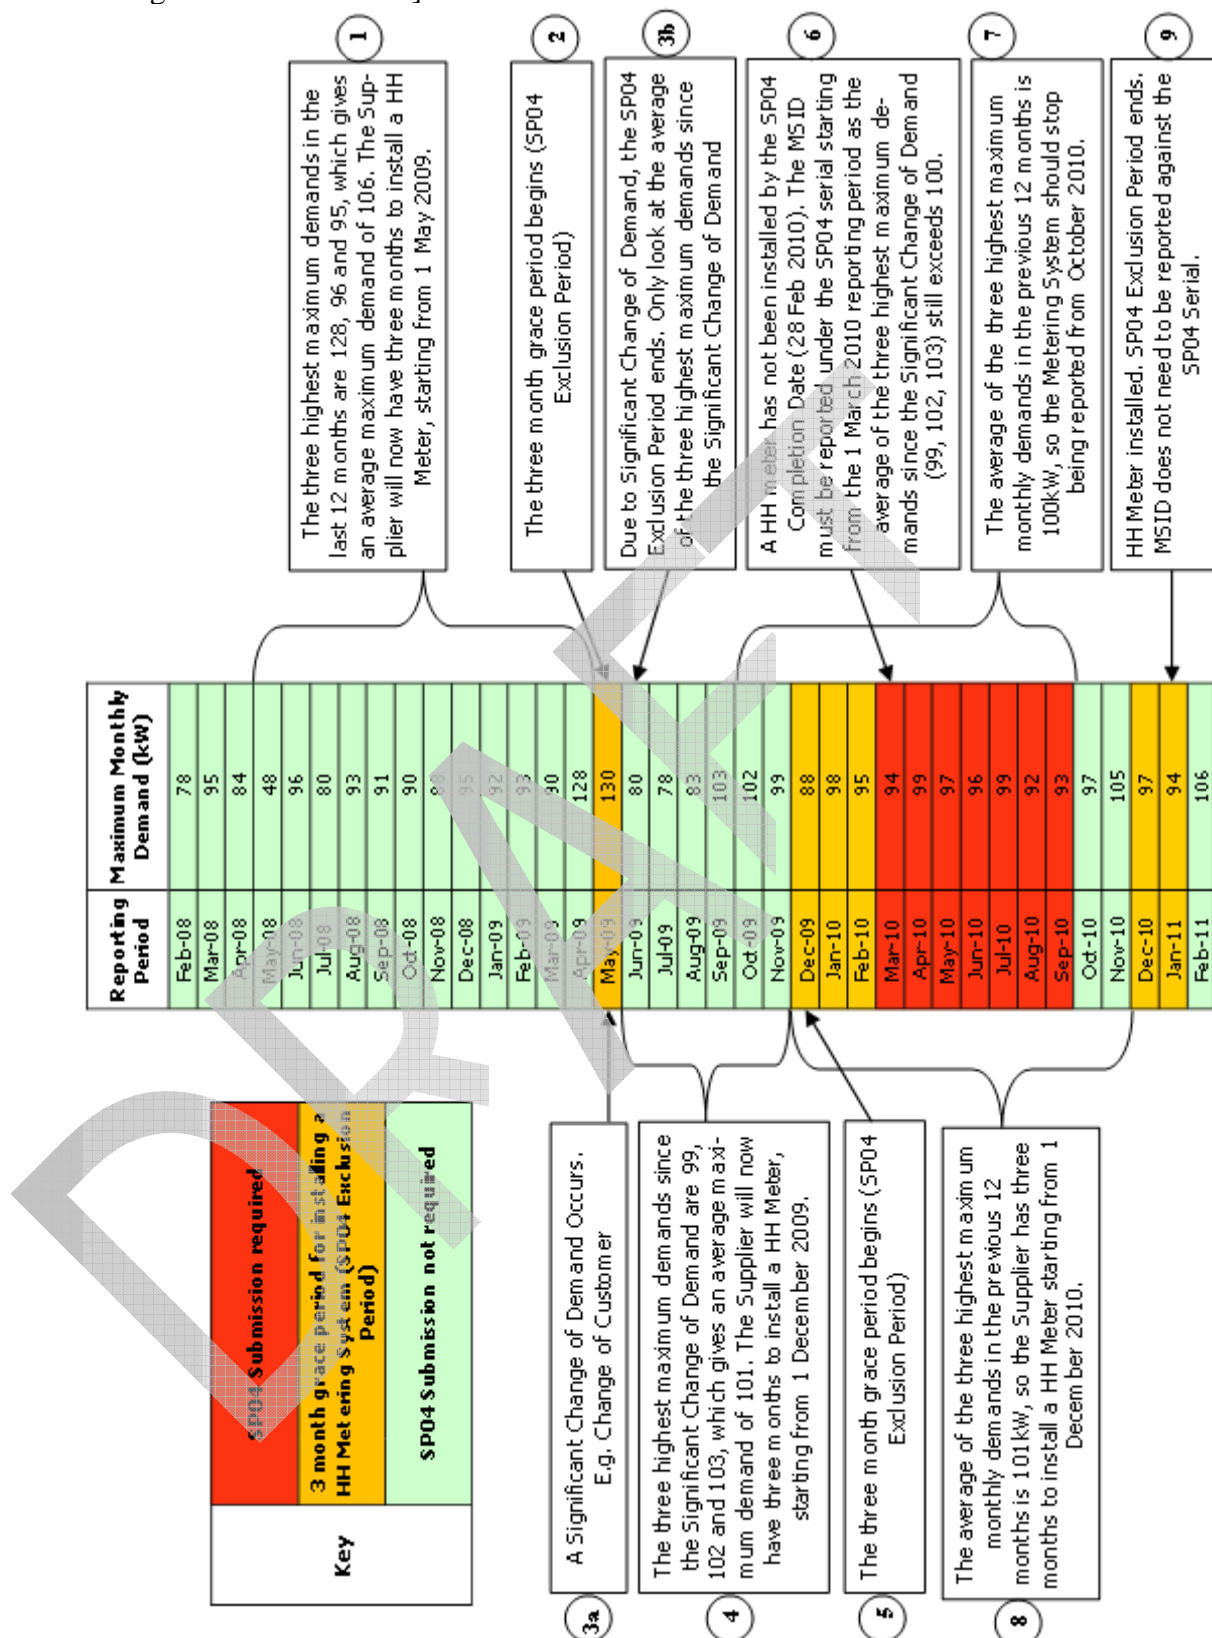 Key
SP04 Submission required
3 month grace period for installing a
HH Metering System (SP04 Exclusion
Period)
SP04 Submission not required
3a
A Significant Change of Demand Occurs.
E.g. Change of Customer
4
The three highest maximum demands since
the Significant Change of Demand are 99,
102 and 103, which gives an average maxi-
mum demand of 101. The Supplier will now
have three months to install a HH Meter,
starting from 1 December 2009.
5
The three month grace period begins (SP04
Exclusion Period)
8
The average of the three highest maximum
monthly demands in the previous 12
months is 101kW, so the Supplier has three
months to install a HH Meter starting from 1
December 2010.
Reporting Period Maximum Monthly Demand (kW)
Feb-08 78
Mar-08 95
Apr-08 84
May-08 48
Jun-08 96
Jul-08 80
Aug-08 93
Sep-08 91
Oct-08 90
Nov-08
Dec-08 95
Jan-09 92
Feb-09 93
Mar-09 90
Apr-09 128
May-09 130
Jun-09 80
Jul-09 78
Aug-09 83
Sep-09 103
Oct-09 102
Nov-09 99
Dec-09 88
Jan-10 98
Feb-10 95
Mar-10 94
Apr-10 99
May-10 97
Jun-10 96
Jul-10 99
Aug-10 92
Sep-10 93
Oct-10 97
Nov-10 105
Dec-10 97
Jan-11 94
Feb-11 106
1
The three highest maximum demands in the
last 12 months are 128, 96 and 95, which gives
an average maximum demand of 106. The Sup-
plier will now have three months to install a HH
Meter, starting from 1 May 2009.
2
The three month grace period begins (SP04
Exclusion Period)
3b
Due to Significant Change of Demand, the SP04
Exclusion Period ends. Only look at the average
of the three highest maximum demands since
the Significant Change of Demand
6
A HH meter has not been installed by the SP04
Completion Date (28 Feb 2010). The MSID
must be reported under the SP04 serial starting
from the 1 March 2010 reporting period as the
average of the three highest maximum de-
mands since the Significant Change of Demand
(99, 102, 103) still exceeds 100.
7
The average of the three highest maximum
monthly demands in the previous 12 months is
100kW, so the Metering System should stop
being reported from October 2010.
9
HH Meter installed. SP04 Exclusion Period ends.
MSID does not need to be reported against the
SP04 Serial.
DRAFT